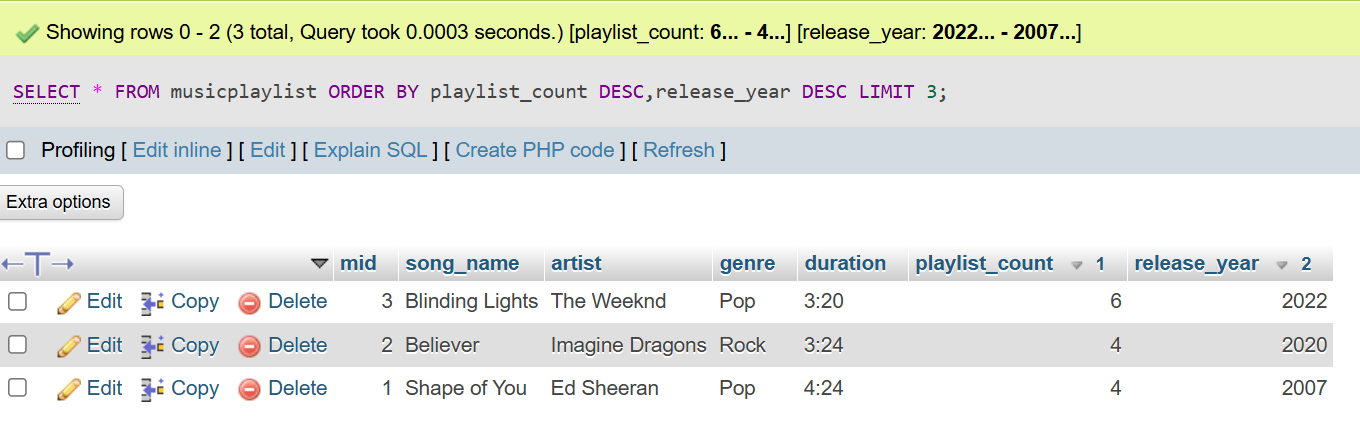 Showing rows 0 - 2 (3 total, Query took 0.0003 seconds.) [playlist_count: 6... - 4...] [release_year: 2022... - 2007...]
SELECT * FROM musicplaylist ORDER BY playlist_count DESC,release_year DESC LIMIT 3;
Profiling [ Edit inline ] [ Edit ] [ Explain SQL ] [ Create PHP code ] [ Refresh ]
Extra options
←T→ mid song_name artist genre duration playlist_count 1 release_year 2
Edit Copy Delete 3 Blinding Lights The Weeknd Pop 3:20 6 2022
Edit Copy Delete 2 Believer Imagine Dragons Rock 3:24 4 2020
Edit Copy Delete 1 Shape of You Ed Sheeran Pop 4:24 4 2007